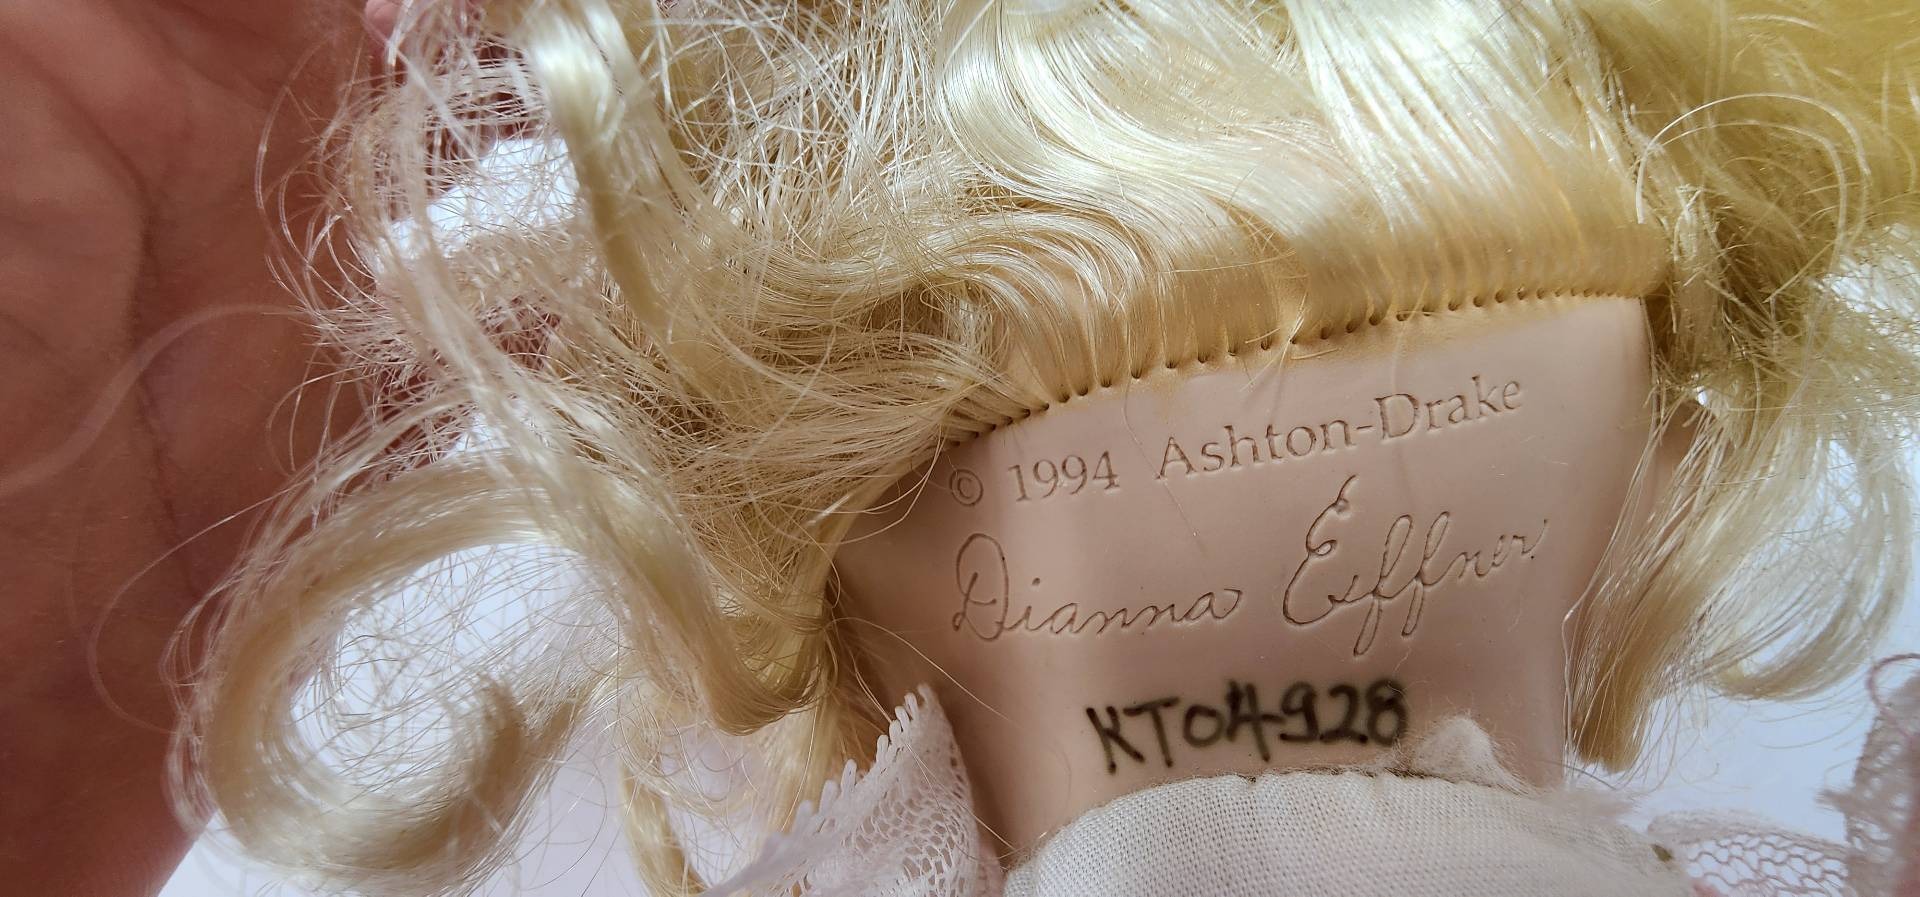 © 1994 Ashton-Drake
Dianna Effner
KT04928